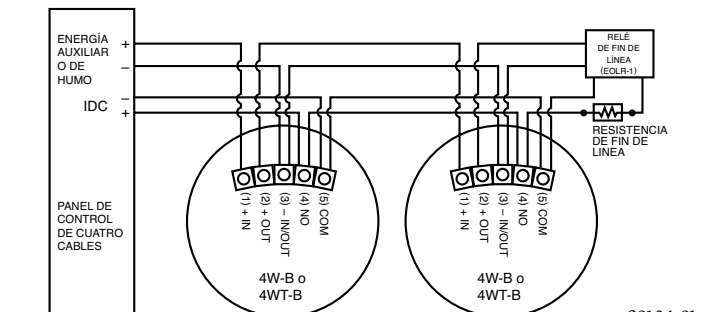 ENERGÍA
AUXILIAR
O DE
HUMO
+
–
IDC
–
+
PANEL DE
CONTROL
DE CUATRO
CABLES
(1) + IN
(2) + OUT
(3) – IN/OUT
(4) NO
(5) COM
4W-B o
4WT-B
(1) + IN
(2) + OUT
(3) – IN/OUT
(4) NO
(5) COM
4W-B o
4WT-B
RELÉ
DE FIN DE
LÍNEA
(EOLR-1)
RESISTENCIA
DE FIN DE
LINEA